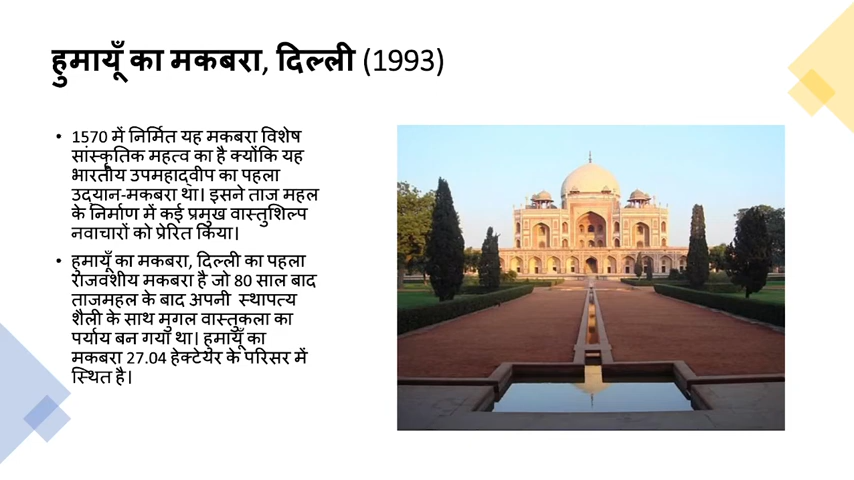 हुमायूँ का मकबरा, दिल्ली (1993)
• 1570 में निर्मित यह मकबरा विशेष
सांस्कृतिक महत्व का है क्योंकि यह
भारतीय उपमहाद्वीप का पहला
उद्यान-मकबरा था। इसने ताज महल
के निर्माण में कई प्रमुख वास्तुशिल्प
नवाचारों को प्रेरित किया।
• हुमायूँ का मकबरा, दिल्ली का पहला
राजवंशीय मकबरा है जो 80 साल बाद
ताजमहल के बाद अपनी स्थापत्य
शैली के साथ मुगल वास्तुकला का
पर्याय बन गया था। हुमायूँ का
मकबरा 27.04 हेक्टेयर के परिसर में
स्थित है।